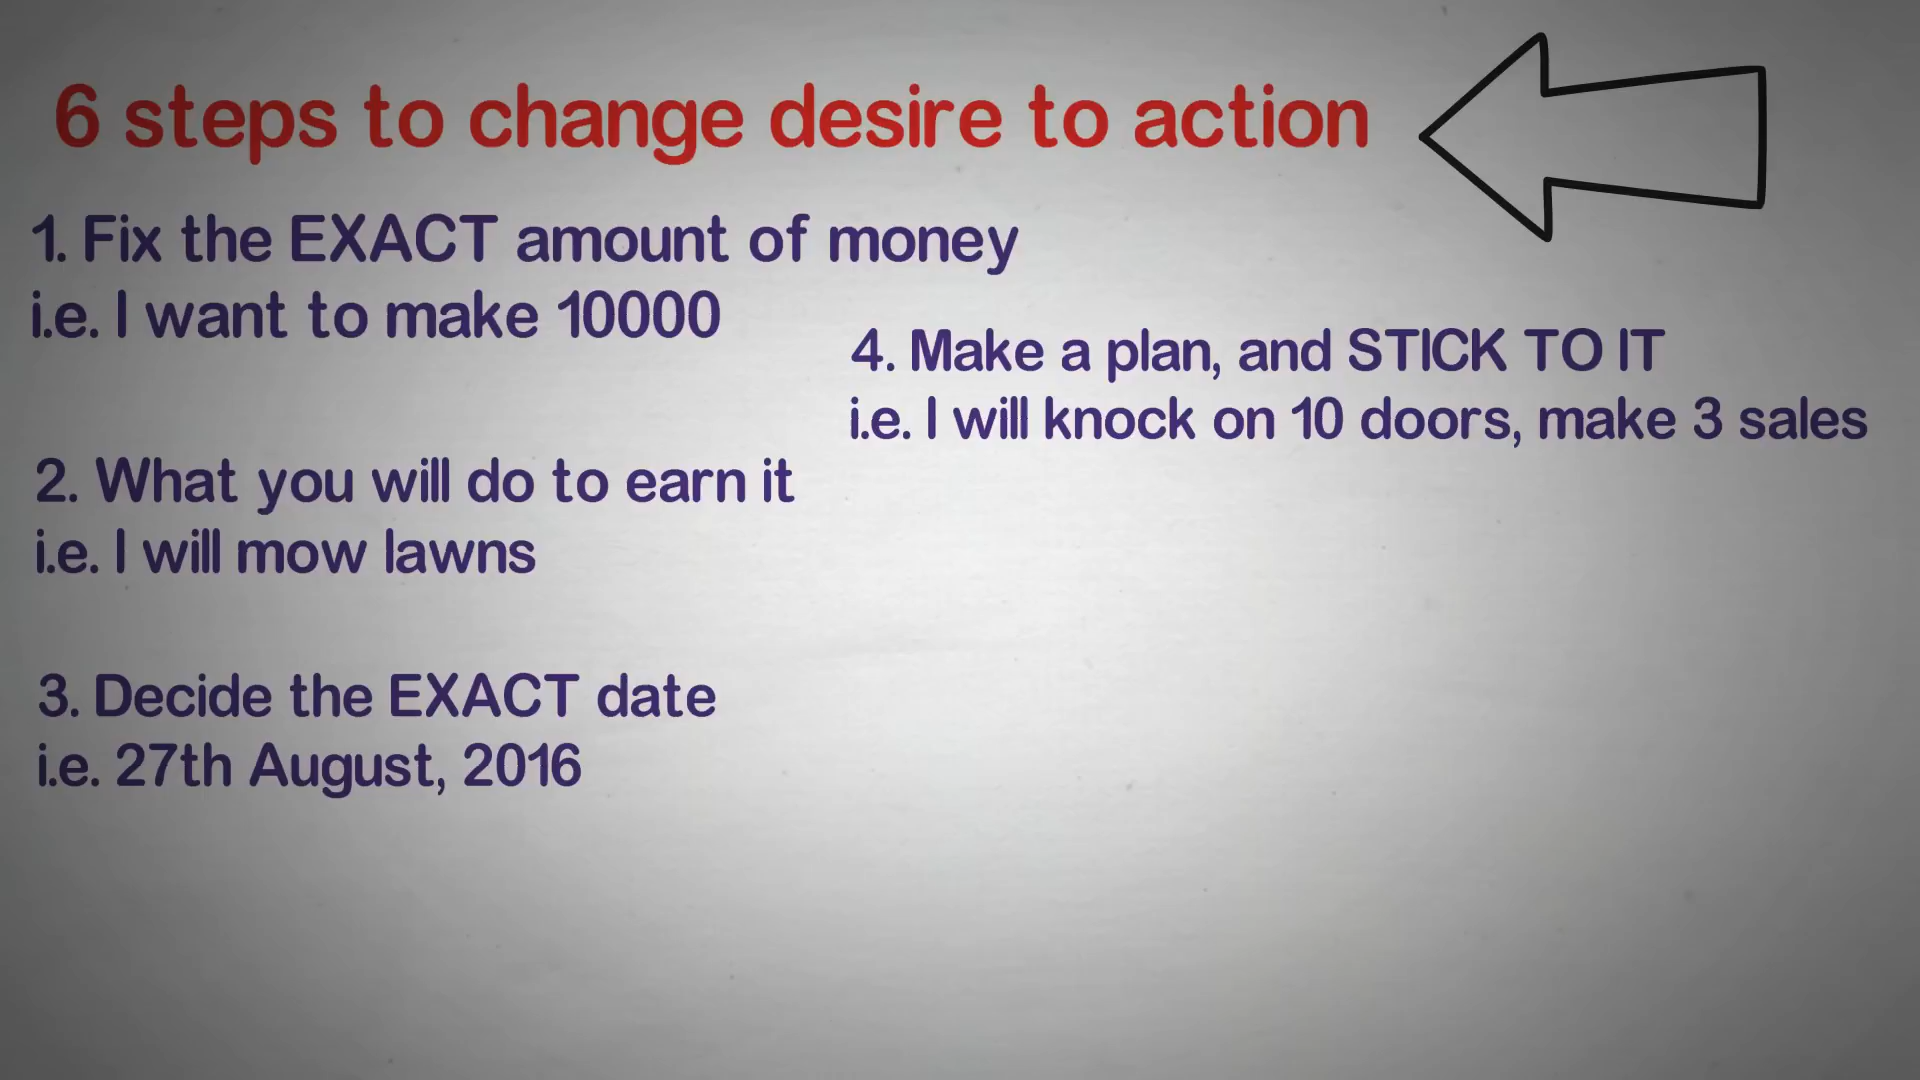 6 steps to change desire to action
1. Fix the EXACT amount of money
i.e. I want to make 10000
2. What you will do to earn it
i.e. I will mow lawns
3. Decide the EXACT date
i.e. 27th August, 2016
4. Make a plan, and STICK TO IT
i.e. I will knock on 10 doors, make 3 sales